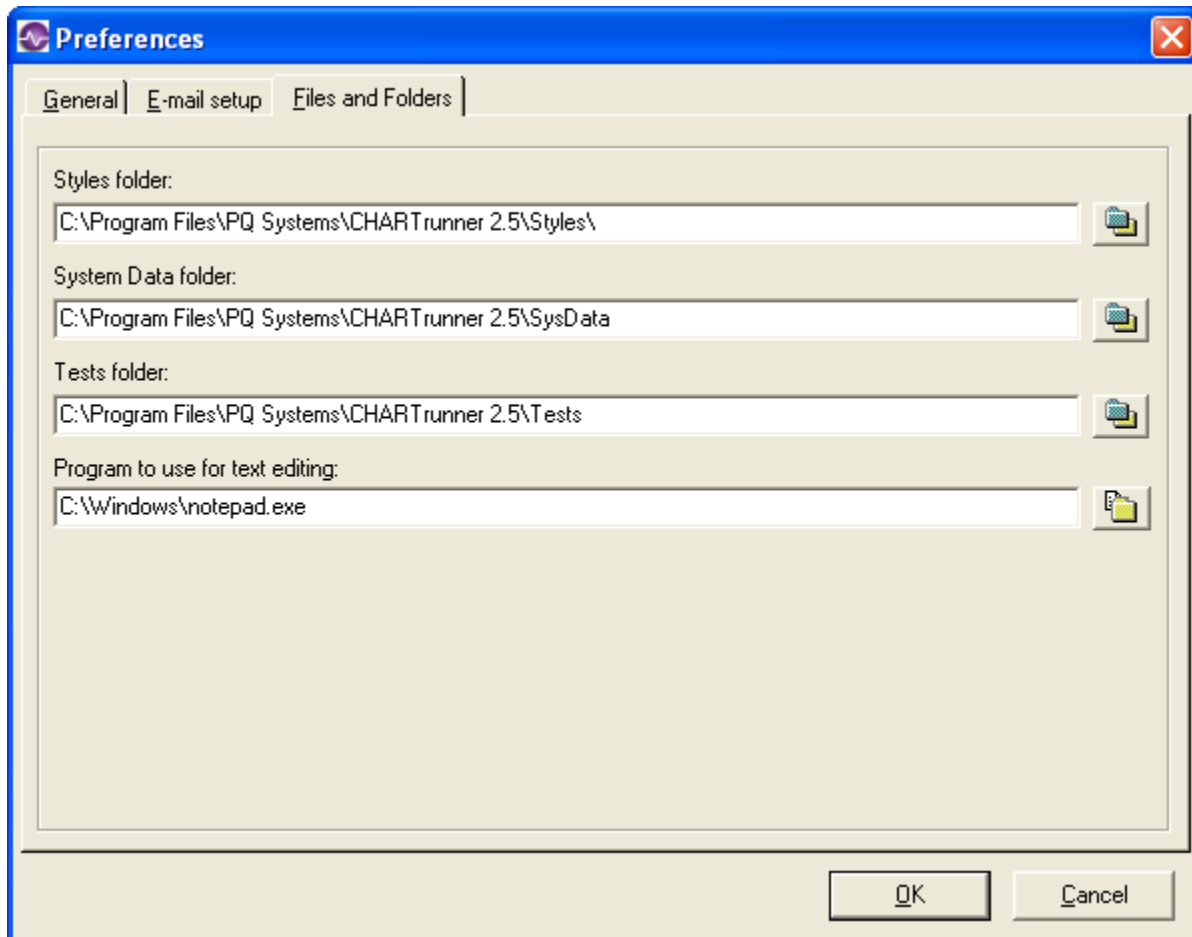 Preferences
General E-mail setup Files and Folders
Styles folder:
C:\Program Files\PQ Systems\CHARTrunner 2.5\Styles\
System Data folder:
C:\Program Files\PQ Systems\CHARTrunner 2.5\SysData
Tests folder:
C:\Program Files\PQ Systems\CHARTrunner 2.5\Tests
Program to use for text editing:
C:\Windows\notepad.exe
OK Cancel